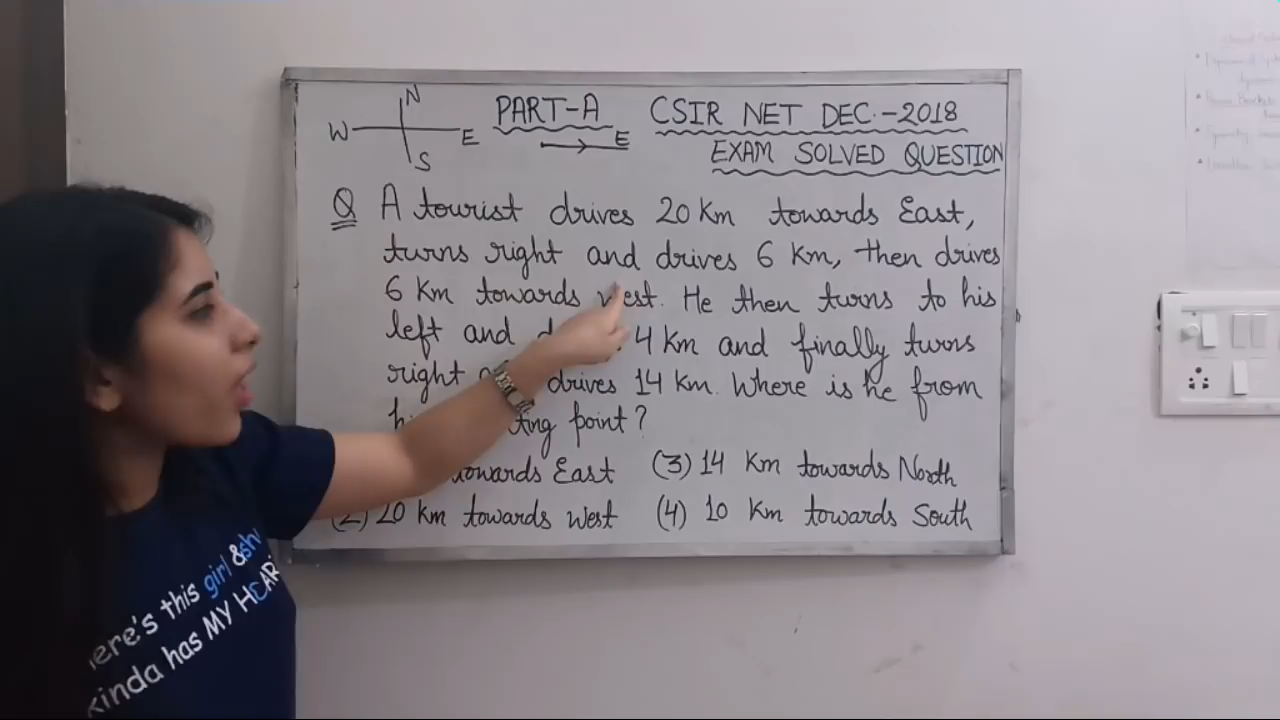 N
W E
S
PART-A
E
CSIR NET DEC.-2018
EXAM SOLVED QUESTION
Q A tourist drives 20 Km towards East,
turns right and drives 6 Km, then drives
6 Km towards west. He then turns to his
left and 4 Km and finally turns
right drives 14 Km. Where is he from
point?
towards East (3) 14 Km towards North
(2) 20 Km towards west (4) 10 Km towards South
this girl &
kinda has MY